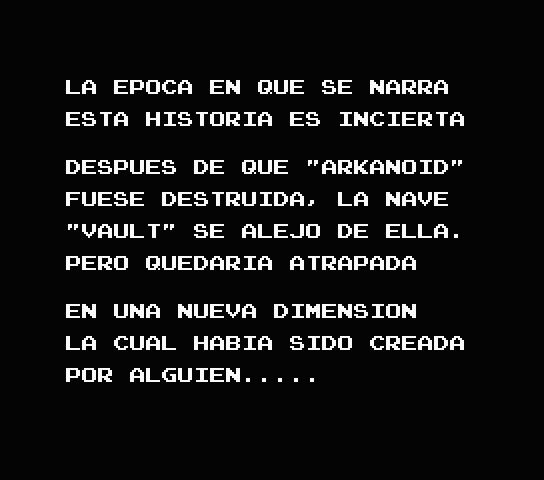 LA EPOCA EN QUE SE NARRA
ESTA HISTORIA ES INCIERTA
DESPUES DE QUE "ARKANOID"
FUESE DESTRUIDA, LA NAVE
"VAULT" SE ALEJO DE ELLA.
PERO QUEDARIA ATRAPADA
EN UNA NUEVA DIMENSION
LA CUAL HABIA SIDO CREADA
POR ALGUIEN.....